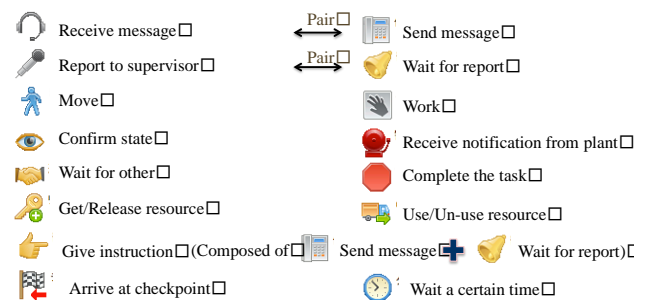 Receive message□ Pair□ Send message□
Report to supervisor□ Pair□ Wait for report□
Move□ Work□
Confirm state□ Receive notification from plant□
Wait for other□ Complete the task□
Get/Release resource□ Use/Un-use resource□
Give instruction□(Composed of□ Send message□ Wait for report)□
Arrive at checkpoint□ Wait a certain time□